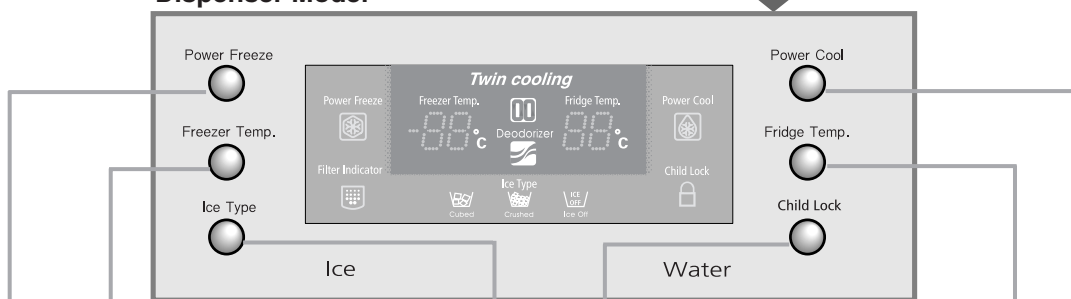 Dispenser Model
Power Freeze
Power Cool
Twin cooling
Power Freeze
Freezer Temp.
Fridge Temp.
Power Cool
-88°C
Deodorizer
88°C
Freezer Temp.
Fridge Temp.
Filter Indicator
Ice Type
Child Lock
ICE
OFF
Cubed
Crushed
Ice Off
Ice Type
Child Lock
Ice
Water